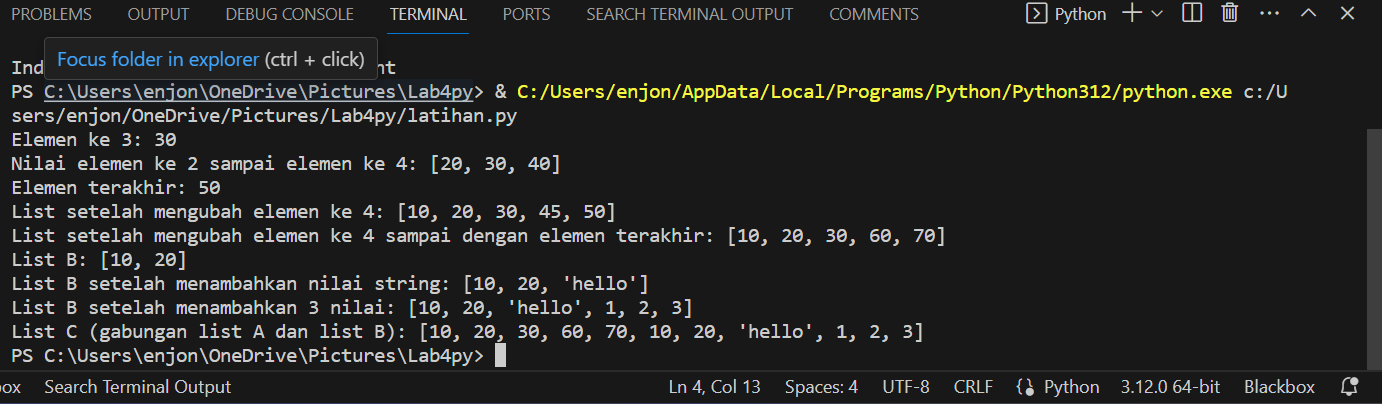 PROBLEMS OUTPUT DEBUG CONSOLE TERMINAL PORTS SEARCH TERMINAL OUTPUT COMMENTS Python
Focus folder in explorer (ctrl + click)
Ind nt
PS C:\Users\enjon\OneDrive\Pictures\Lab4py> & C:/Users/enjon/AppData/Local/Programs/Python/Python312/python.exe c:/U
sers/enjon/OneDrive/Pictures/Lab4py/latihan.py
Elemen ke 3: 30
Nilai elemen ke 2 sampai elemen ke 4: [20, 30, 40]
Elemen terakhir: 50
List setelah mengubah elemen ke 4: [10, 20, 30, 45, 50]
List setelah mengubah elemen ke 4 sampai dengan elemen terakhir: [10, 20, 30, 60, 70]
List B: [10, 20]
List B setelah menambahkan nilai string: [10, 20, 'hello']
List B setelah menambahkan 3 nilai: [10, 20, 'hello', 1, 2, 3]
List C (gabungan list A dan list B): [10, 20, 30, 60, 70, 10, 20, 'hello', 1, 2, 3]
PS C:\Users\enjon\OneDrive\Pictures\Lab4py>
ox Search Terminal Output Ln 4, Col 13 Spaces: 4 UTF-8 CRLF Python 3.12.0 64-bit Blackbox